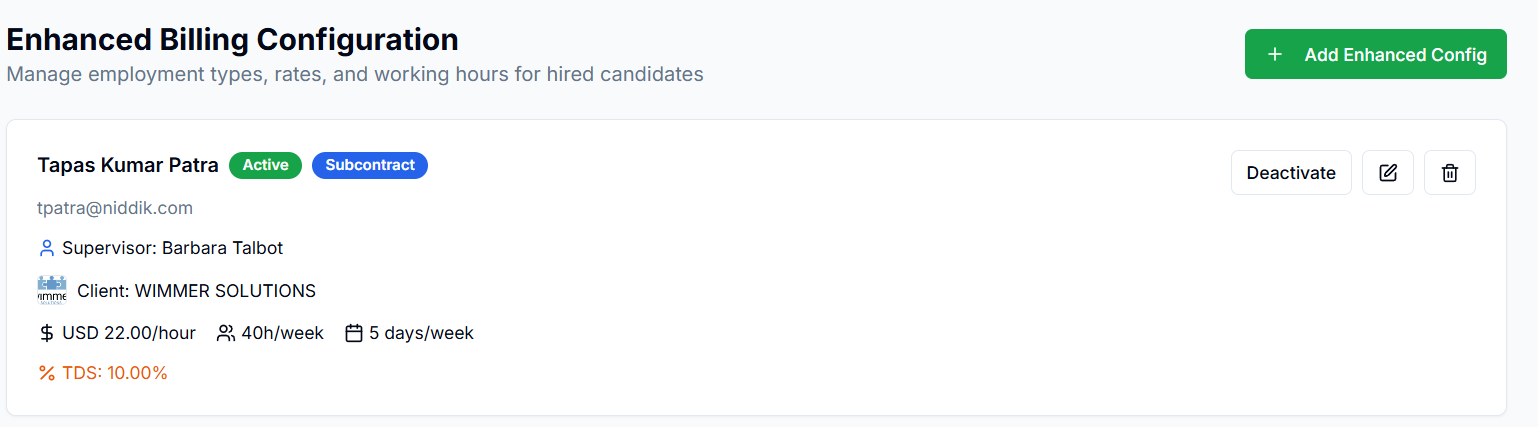 Enhanced Billing Configuration
Manage employment types, rates, and working hours for hired candidates
+ Add Enhanced Config
Tapas Kumar Patra Active Subcontract
Deactivate
tpatra@niddik.com
Supervisor: Barbara Talbot
Client: WIMMER SOLUTIONS
$ USD 22.00/hour 40h/week 5 days/week
% TDS: 10.00%